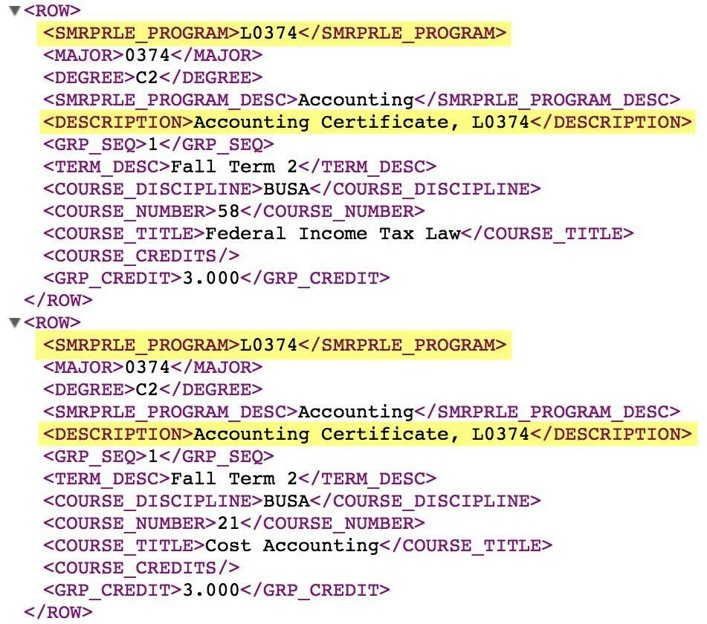 <ROW>
<SMRPRLE_PROGRAM>L0374</SMRPRLE_PROGRAM>
<MAJOR>0374</MAJOR>
<DEGREE>C2</DEGREE>
<SMRPRLE_PROGRAM_DESC>Accounting</SMRPRLE_PROGRAM_DESC>
<DESCRIPTION>Accounting Certificate, L0374</DESCRIPTION>
<GRP_SEQ>1</GRP_SEQ>
<TERM_DESC>Fall Term 2</TERM_DESC>
<COURSE_DISCIPLINE>BUSA</COURSE_DISCIPLINE>
<COURSE_NUMBER>58</COURSE_NUMBER>
<COURSE_TITLE>Federal Income Tax Law</COURSE_TITLE>
<COURSE_CREDITS/>
<GRP_CREDIT>3.000</GRP_CREDIT>
</ROW>
<ROW>
<SMRPRLE_PROGRAM>L0374</SMRPRLE_PROGRAM>
<MAJOR>0374</MAJOR>
<DEGREE>C2</DEGREE>
<SMRPRLE_PROGRAM_DESC>Accounting</SMRPRLE_PROGRAM_DESC>
<DESCRIPTION>Accounting Certificate, L0374</DESCRIPTION>
<GRP_SEQ>1</GRP_SEQ>
<TERM_DESC>Fall Term 2</TERM_DESC>
<COURSE_DISCIPLINE>BUSA</COURSE_DISCIPLINE>
<COURSE_NUMBER>21</COURSE_NUMBER>
<COURSE_TITLE>Cost Accounting</COURSE_TITLE>
<COURSE_CREDITS/>
<GRP_CREDIT>3.000</GRP_CREDIT>
</ROW>